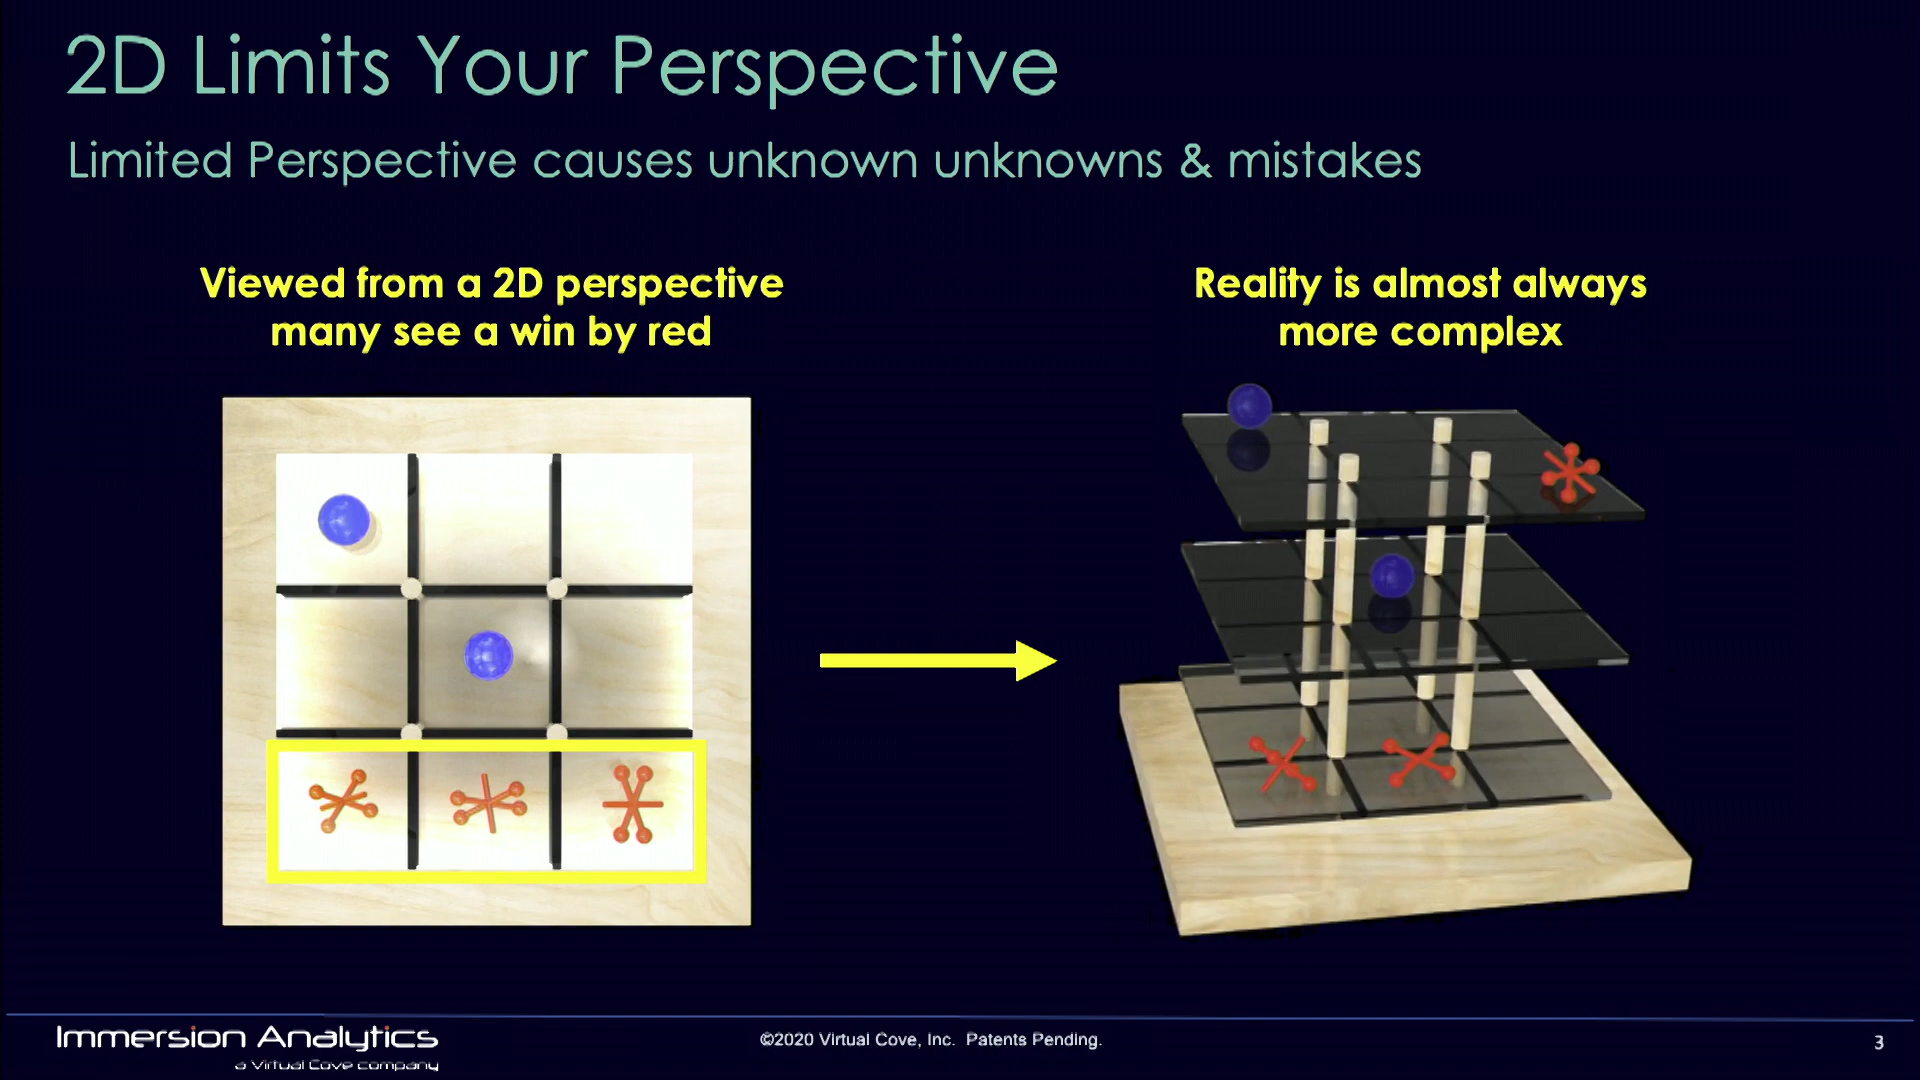 2D Limits Your Perspective
Limited Perspective causes unknown unknowns & mistakes
Viewed from a 2D perspective
many see a win by red
Reality is almost always
more complex
Immersion Analytics
a Virtual Cove company
©2020 Virtual Cove, Inc. Patents Pending.
3